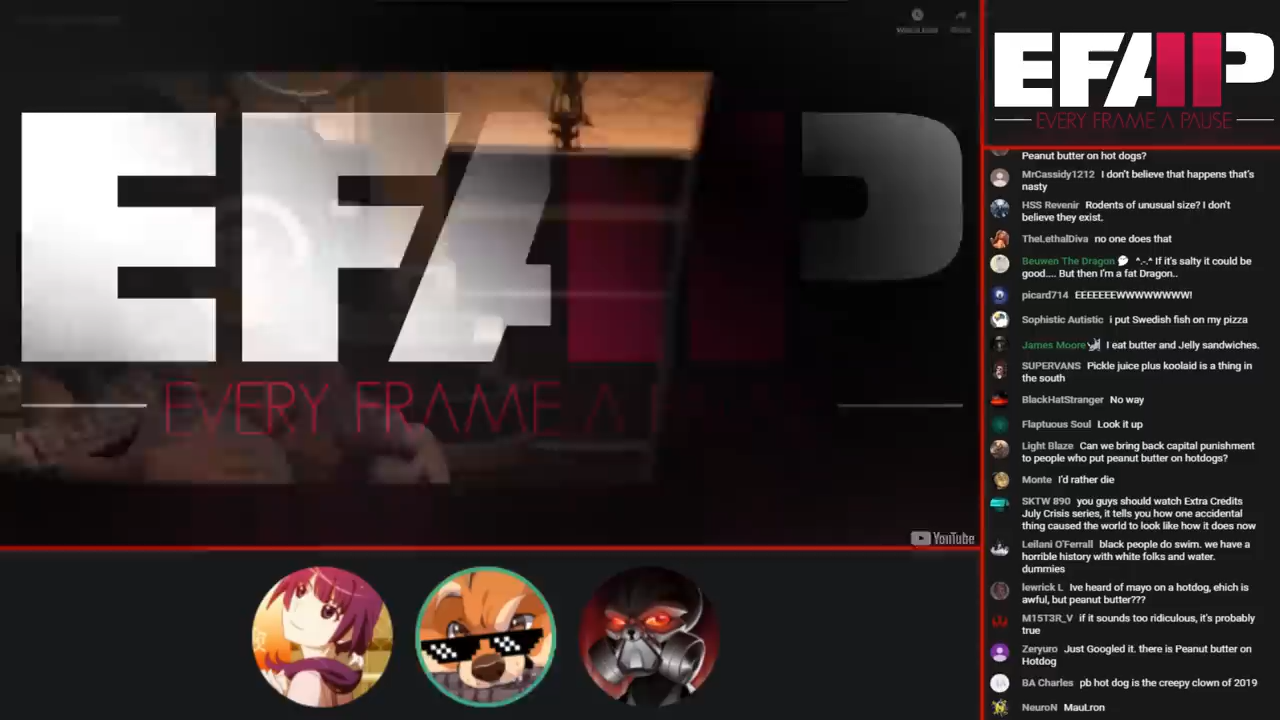 EFAP
EVERY FRAME A PAUSE
YouTube
EFAP
EVERY FRAME A PAUSE
Peanut butter on hot dogs?
MrCassidy1212 I don't believe that happens that's
nasty
HSS Revenir Rodents of unusual size? I don't
believe they exist.
TheLethalDiva no one does that
Beuwen The Dragon ^.-.^ If it's salty it could be
good.... But then I'm a fat Dragon..
picard714 EEEEEEEWWWWWWWW!
Sophistic Autistic i put Swedish fish on my pizza
James Moore I eat butter and Jelly sandwiches.
SUPERVANS Pickle juice plus koolaid is a thing in
the south
BlackHatStranger No way
Flaptuous Soul Look it up
Light Blaze Can we bring back capital punishment
to people who put peanut butter on hotdogs?
Monte I'd rather die
SKTW 890 you guys should watch Extra Credits
July Crisis series, it tells you how one accidental
thing caused the world to look like how it does now
Leilani O'Ferrall black people do swim. we have a
horrible history with white folks and water.
dummies
lewrick L Ive heard of mayo on a hotdog, ehich is
awful, but peanut butter???
M15T3R_V if it sounds too ridiculous, it's probably
true
Zeryuro Just Googled it. there is Peanut butter on
Hotdog
BA Charles pb hot dog is the creepy clown of 2019
NeuroN MauLron